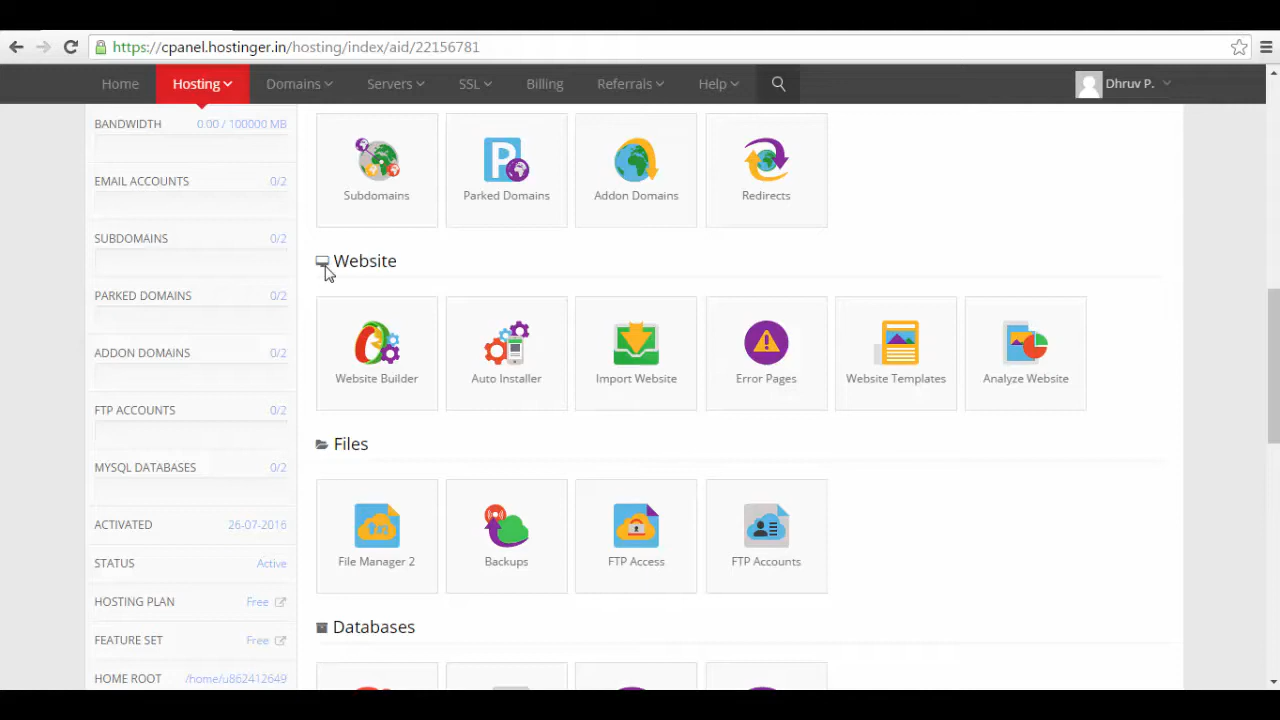 https://cpanel.hostinger.in/hosting/index/aid/22156781
Home Hosting Domains Servers SSL Billing Referrals Help Dhruv P.
BANDWIDTH 0.00 / 100000 MB
EMAIL ACCOUNTS 0/2
SUBDOMAINS 0/2
PARKED DOMAINS 0/2
ADDON DOMAINS 0/2
FTP ACCOUNTS 0/2
MYSQL DATABASES 0/2
ACTIVATED 26-07-2016
STATUS Active
HOSTING PLAN Free
FEATURE SET Free
HOME ROOT /home/u862412649
Subdomains Parked Domains Addon Domains Redirects
Website
Website Builder Auto Installer Import Website Error Pages Website Templates Analyze Website
Files
File Manager 2 Backups FTP Access FTP Accounts
Databases